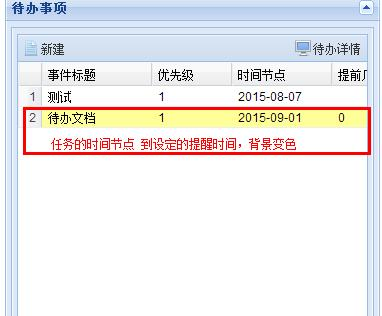 待办事项
新建 待办详情
事件标题 优先级 时间节点 提前
1 测试 1 2015-08-07
2 待办文档 1 2015-09-01 0
任务的时间节点 到设定的提醒时间，背景变色